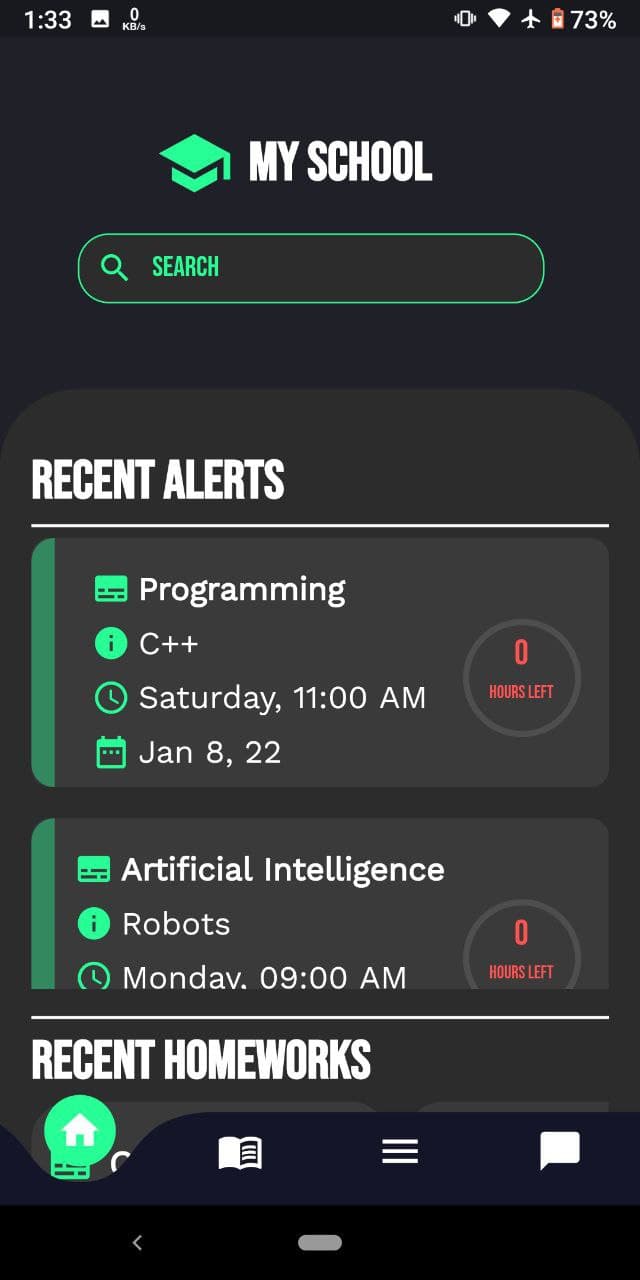 1:33 0 KB/s 73%
MY SCHOOL
SEARCH
RECENT ALERTS
Programming
C++
Saturday, 11:00 AM
Jan 8, 22
0
HOURS LEFT
Artificial Intelligence
Robots
Monday, 09:00 AM
0
HOURS LEFT
RECENT HOMEWORKS